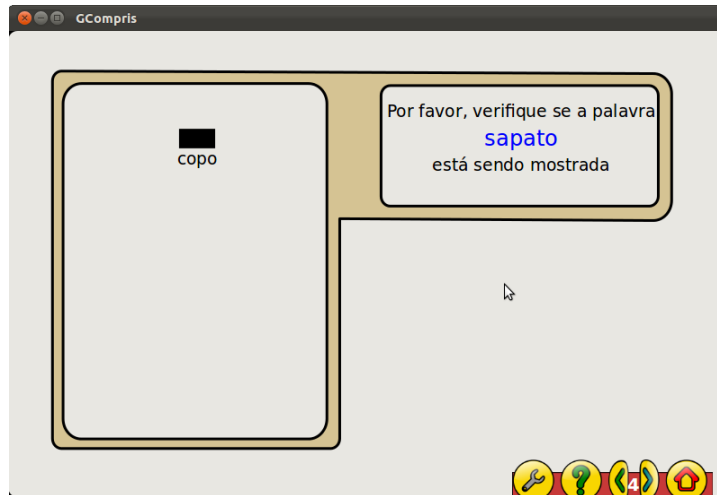 GCompris
copo
Por favor, verifique se a palavra
sapato
está sendo mostrada
?
4